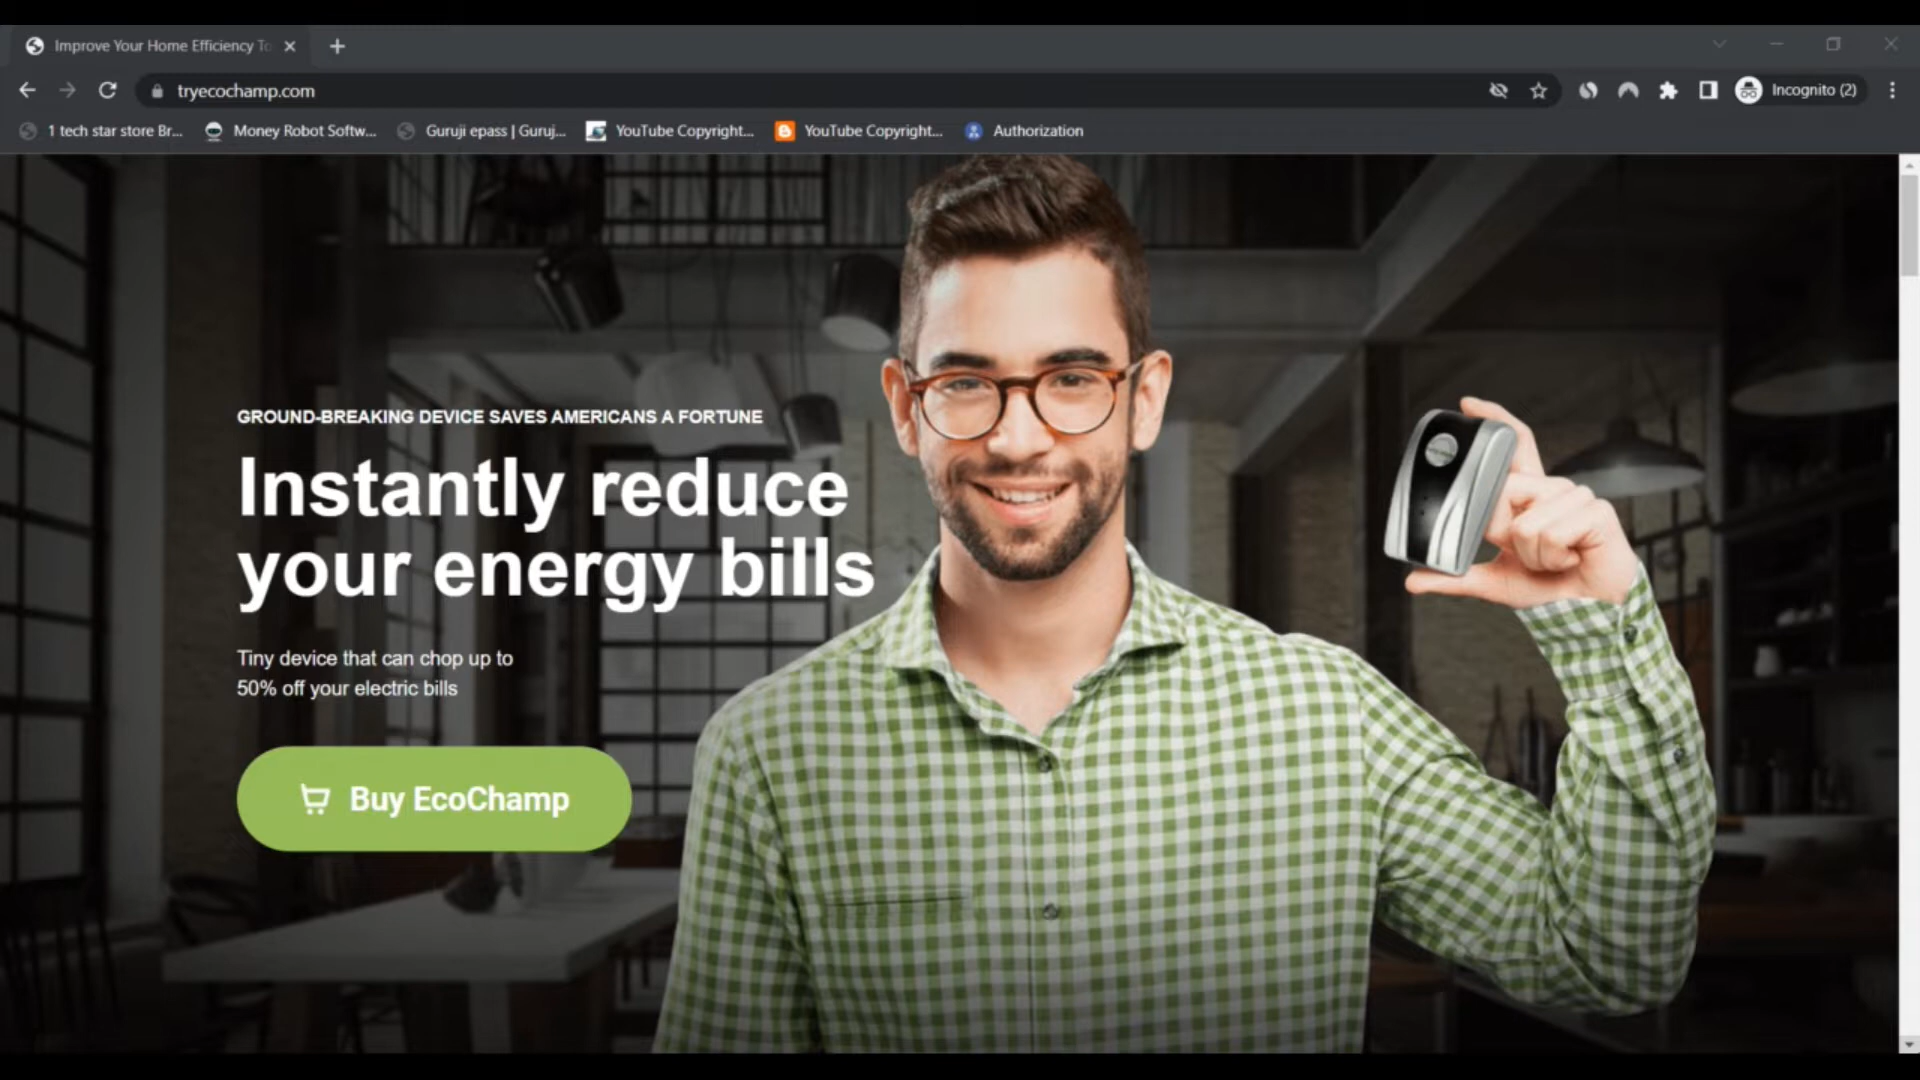 Improve Your Home Efficiency To
tryecochamp.com
Incognito (2)
1 tech star store Br...
Money Robot Softw...
Guruji epass | Guruj...
YouTube Copyright...
YouTube Copyright...
Authorization
GROUND-BREAKING DEVICE SAVES AMERICANS A FORTUNE
Instantly reduce
your energy bills
Tiny device that can chop up to
50% off your electric bills
Buy EcoChamp